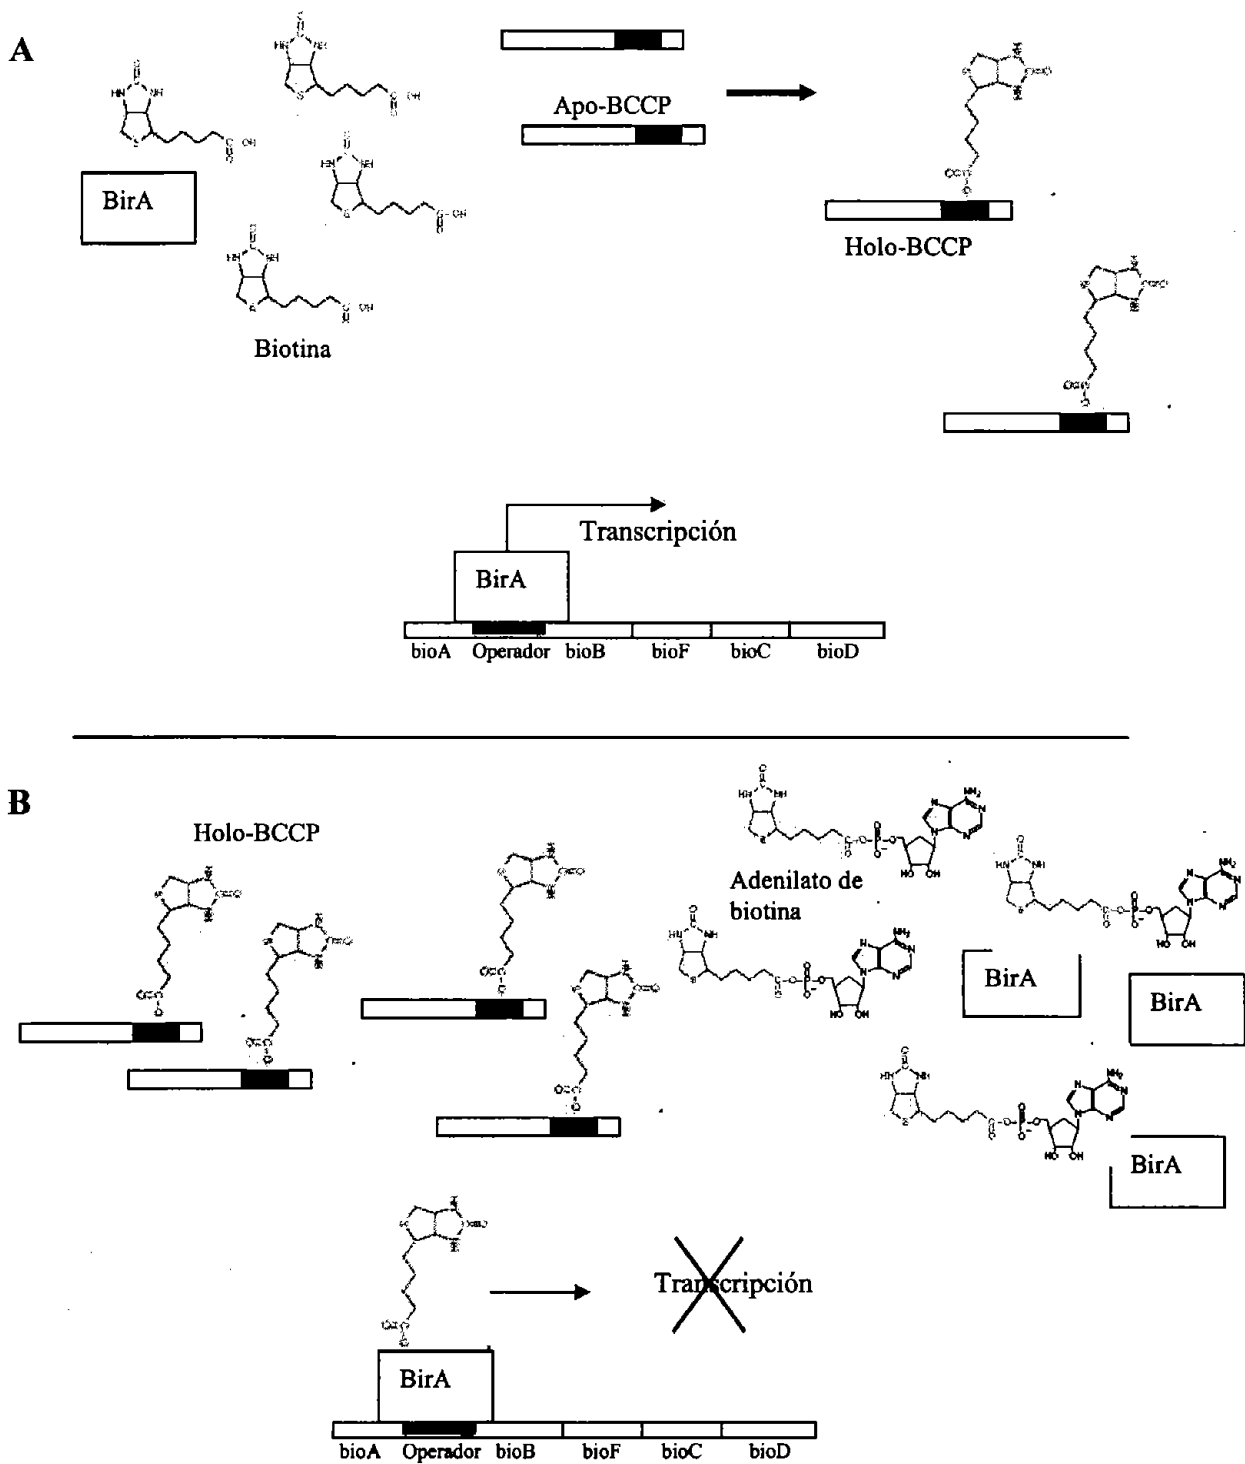 A
Apo-BCCP
BirA
Biotina
Holo-BCCP
Transcripción
BirA
bioA Operador bioB bioF bioC bioD
B
Holo-BCCP
Adenilato de
biotina
BirA
BirA
BirA
Transcripción
BirA
bioA Operador bioB bioF bioC bioD